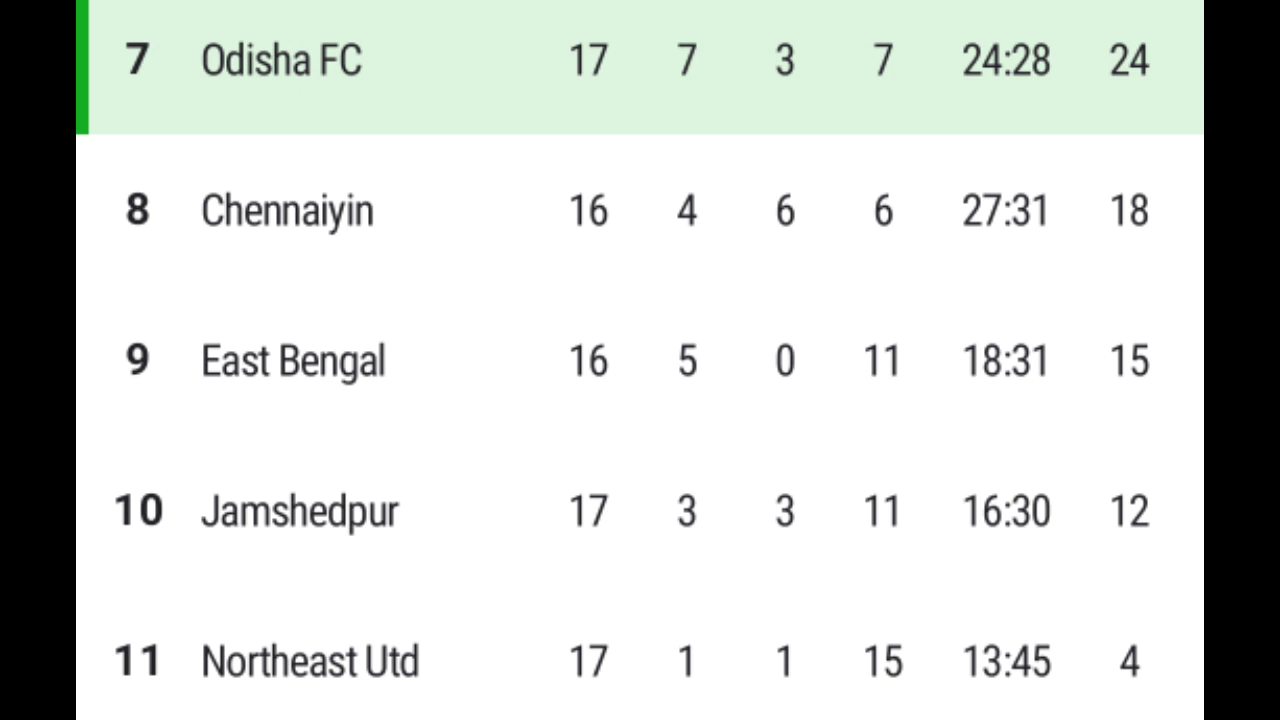 7 Odisha FC 17 7 3 7 24:28 24
8 Chennaiyin 16 4 6 6 27:31 18
9 East Bengal 16 5 0 11 18:31 15
10 Jamshedpur 17 3 3 11 16:30 12
11 Northeast Utd 17 1 1 15 13:45 4